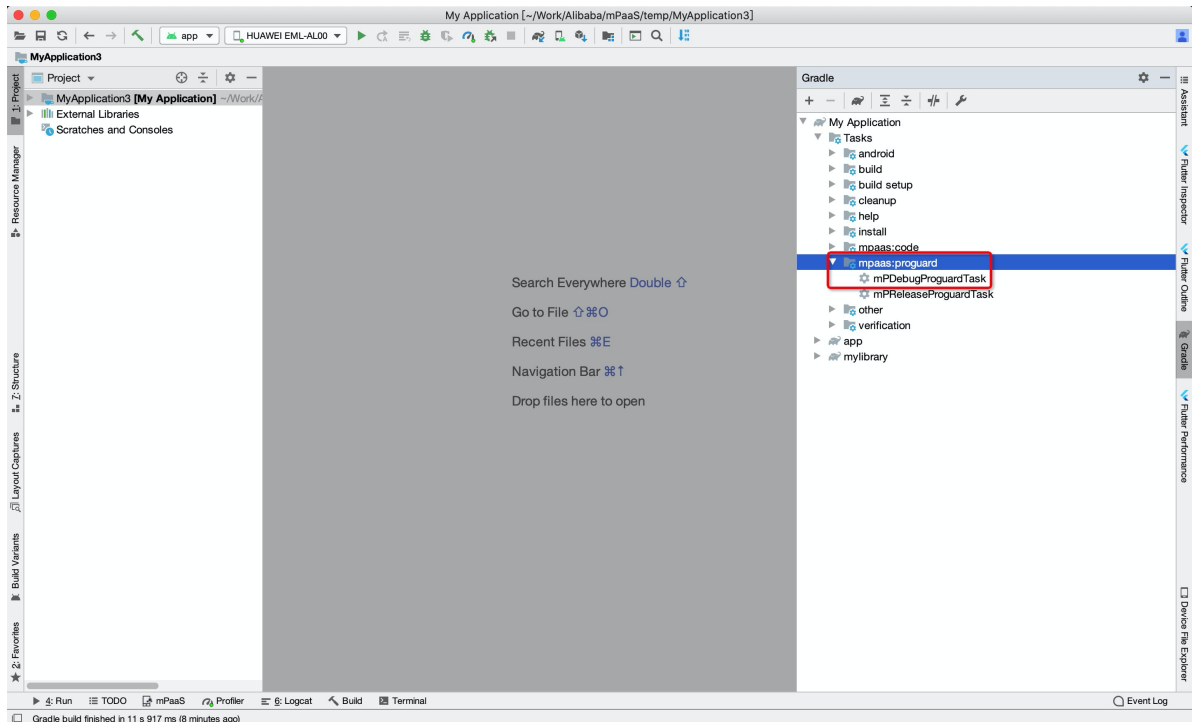 My Application [~/Work/Alibaba/mPaaS/temp/MyApplication3]
app
HUAWEI EML-AL00
MyApplication3
1: Project
Resource Manager
Z: Structure
Layout Captures
Build Variants
2: Favorites
Project
MyApplication3 [My Application] ~/Work/A
External Libraries
Scratches and Consoles
Search Everywhere Double ⇧
Go to File ⇧⌘O
Recent Files ⌘E
Navigation Bar ⌘↑
Drop files here to open
Gradle
My Application
Tasks
android
build
build setup
cleanup
help
install
mpaas:code
mpaas:proguard
mPDebugProguardTask
mPReleaseProguardTask
other
verification
app
mylibrary
Assistant
Flutter Inspector
Flutter Outline
Gradle
Flutter Performance
Device File Explorer
4: Run
TODO
mPaaS
Profiler
6: Logcat
Build
Terminal
Event Log
Gradle build finished in 11 s 917 ms (8 minutes ago)